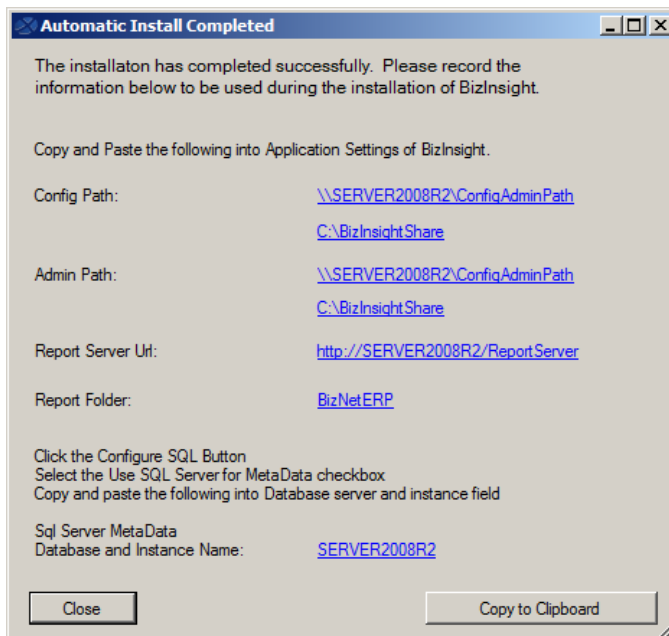 Automatic Install Completed
The installaton has completed successfully. Please record the
information below to be used during the installation of BizInsight.
Copy and Paste the following into Application Settings of BizInsight.
Config Path: \\SERVER2008R2\ConfigAdminPath
C:\BizInsightShare
Admin Path: \\SERVER2008R2\ConfigAdminPath
C:\BizInsightShare
Report Server Url: http://SERVER2008R2/ReportServer
Report Folder: BizNetERP
Click the Configure SQL Button
Select the Use SQL Server for MetaData checkbox
Copy and paste the following into Database server and instance field
Sql Server MetaData
Database and Instance Name: SERVER2008R2
Close Copy to Clipboard